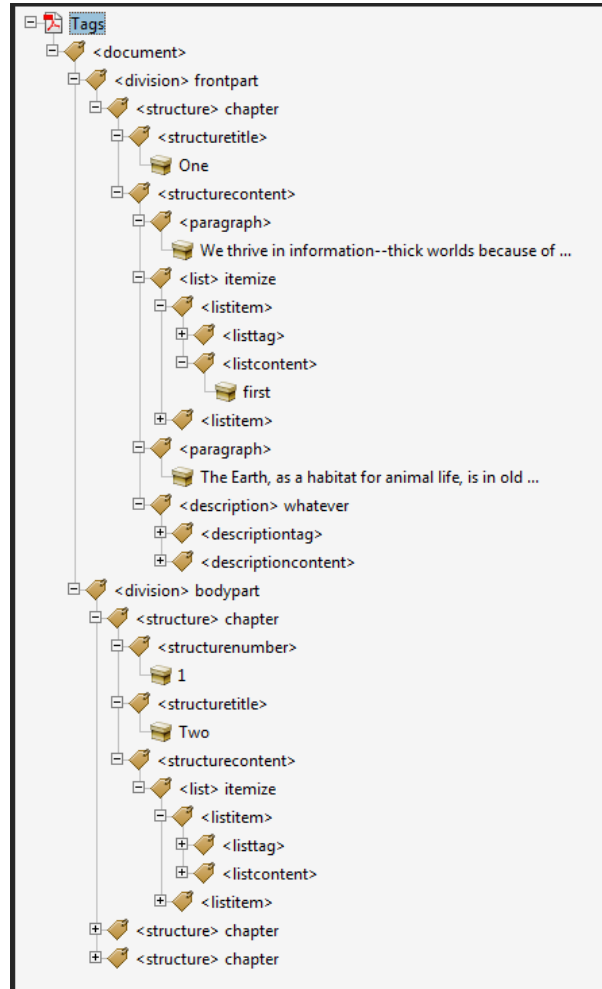 Tags
<document>
<division> frontpart
<structure> chapter
<structuretitle>
One
<structurecontent>
<paragraph>
We thrive in information--thick worlds because of ...
<list> itemize
<listitem>
<listtag>
<listcontent>
first
<listitem>
<paragraph>
The Earth, as a habitat for animal life, is in old ...
<description> whatever
<descriptiontag>
<descriptioncontent>
<division> bodypart
<structure> chapter
<structurenumber>
1
<structuretitle>
Two
<structurecontent>
<list> itemize
<listitem>
<listtag>
<listcontent>
<listitem>
<structure> chapter
<structure> chapter